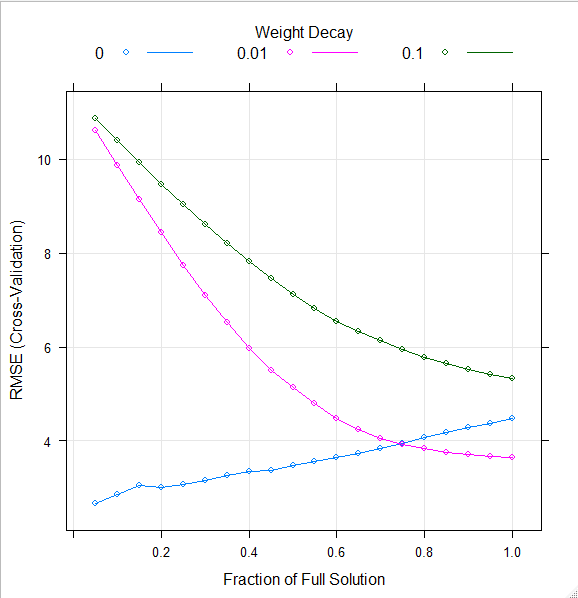 Weight Decay
0 0.01 0.1
10
8
6
4
RMSE (Cross-Validation)
0.2 0.4 0.6 0.8 1.0
Fraction of Full Solution